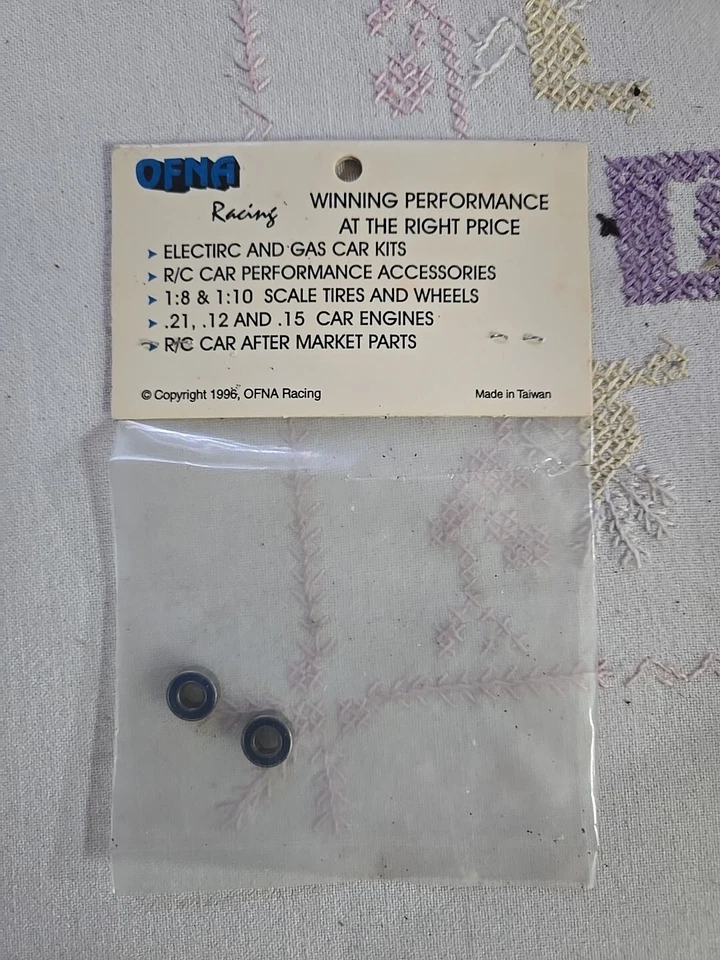 OFNA
Racing
WINNING PERFORMANCE
AT THE RIGHT PRICE
ELECTIRC AND GAS CAR KITS
R/C CAR PERFORMANCE ACCESSORIES
1:8 & 1:10 SCALE TIRES AND WHEELS
.21, .12 AND .15 CAR ENGINES
R/C CAR AFTER MARKET PARTS
© Copyright 1996, OFNA Racing
Made in Taiwan